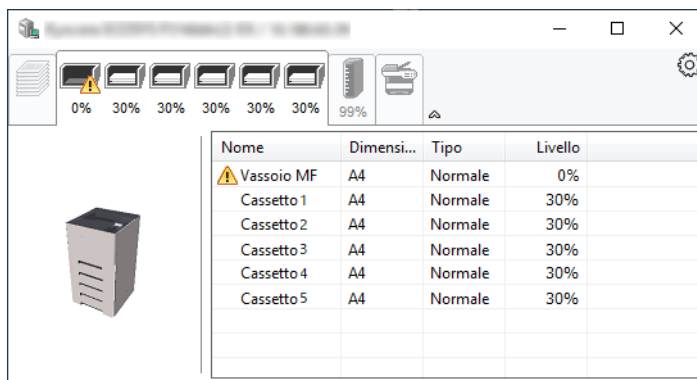 0% 30% 30% 30% 30% 30% 99%
Nome Dimensi... Tipo Livello
Vassoio MF A4 Normale 0%
Cassetto 1 A4 Normale 30%
Cassetto 2 A4 Normale 30%
Cassetto 3 A4 Normale 30%
Cassetto 4 A4 Normale 30%
Cassetto 5 A4 Normale 30%